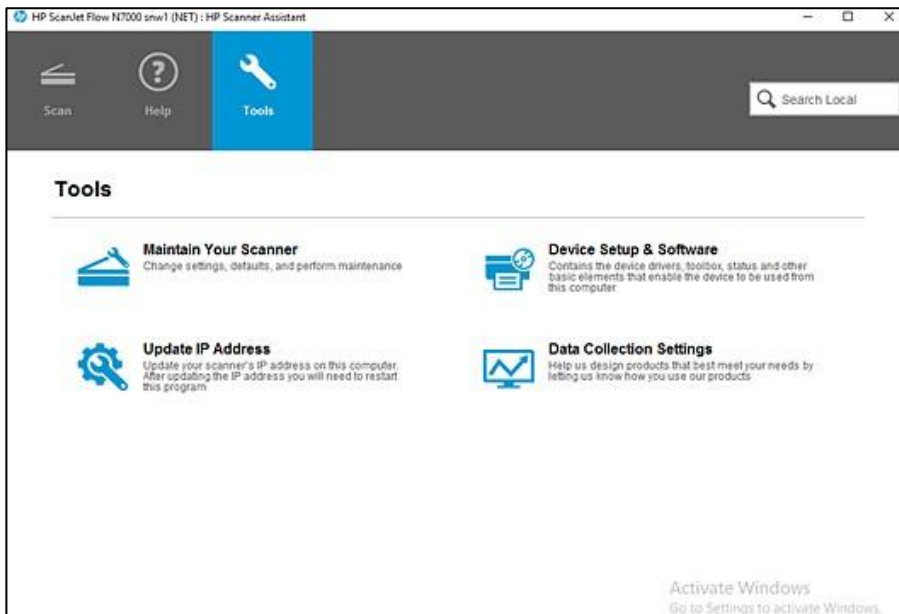 HP ScanJet Flow N7000 snw1 (NET) : HP Scanner Assistant
Scan
Help
Tools
Search Local
Tools
Maintain Your Scanner
Change settings, defaults, and perform maintenance
Device Setup & Software
Contains the device drivers, toolbox, status and other
basic elements that enable the device to be used from
this computer
Update IP Address
Update your scanner's IP address on this computer.
After updating the IP address you will need to restart
this program
Data Collection Settings
Help us design products that best meet your needs by
letting us know how you use our products
Activate Windows
Go to Settings to activate Windows.